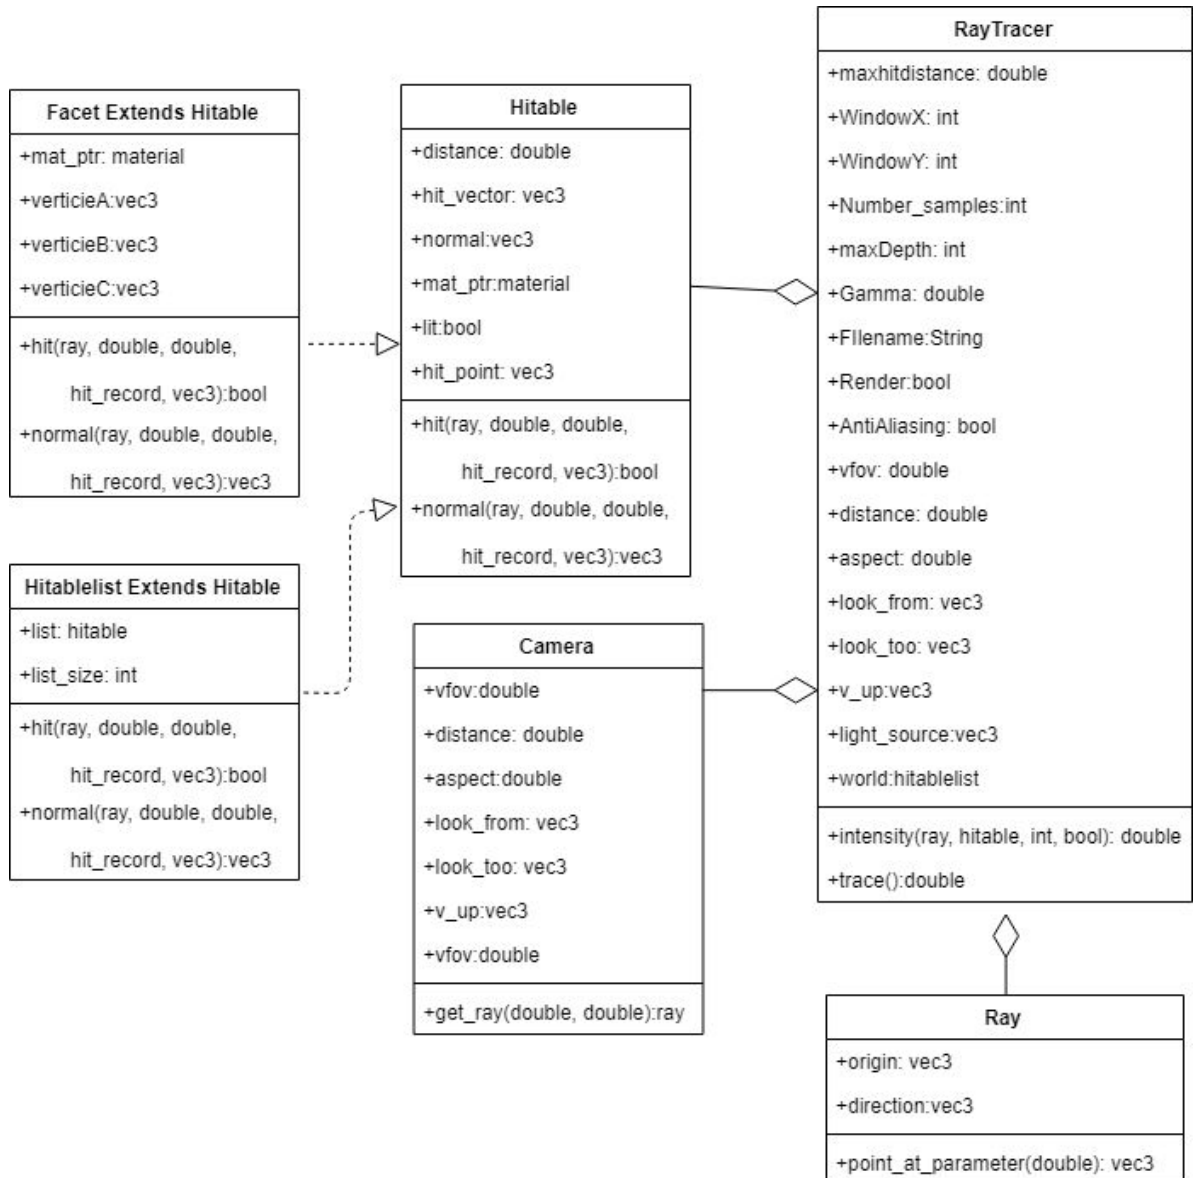 Facet Extends Hitable
+mat_ptr: material
+verticieA:vec3
+verticieB:vec3
+verticieC:vec3
+hit(ray, double, double,
hit_record, vec3):bool
+normal(ray, double, double,
hit_record, vec3):vec3
Hitablelist Extends Hitable
+list: hitable
+list_size: int
+hit(ray, double, double,
hit_record, vec3):bool
+normal(ray, double, double,
hit_record, vec3):vec3
Hitable
+distance: double
+hit_vector: vec3
+normal:vec3
+mat_ptr:material
+lit:bool
+hit_point: vec3
+hit(ray, double, double,
hit_record, vec3):bool
+normal(ray, double, double,
hit_record, vec3):vec3
Camera
+vfov:double
+distance: double
+aspect:double
+look_from: vec3
+look_too: vec3
+v_up:vec3
+vfov:double
+get_ray(double, double):ray
RayTracer
+maxhitdistance: double
+WindowX: int
+WindowY: int
+Number_samples:int
+maxDepth: int
+Gamma: double
+FIlename:String
+Render:bool
+AntiAliasing: bool
+vfov: double
+distance: double
+aspect: double
+look_from: vec3
+look_too: vec3
+v_up:vec3
+light_source:vec3
+world:hitablelist
+intensity(ray, hitable, int, bool): double
+trace():double
Ray
+origin: vec3
+direction:vec3
+point_at_parameter(double): vec3